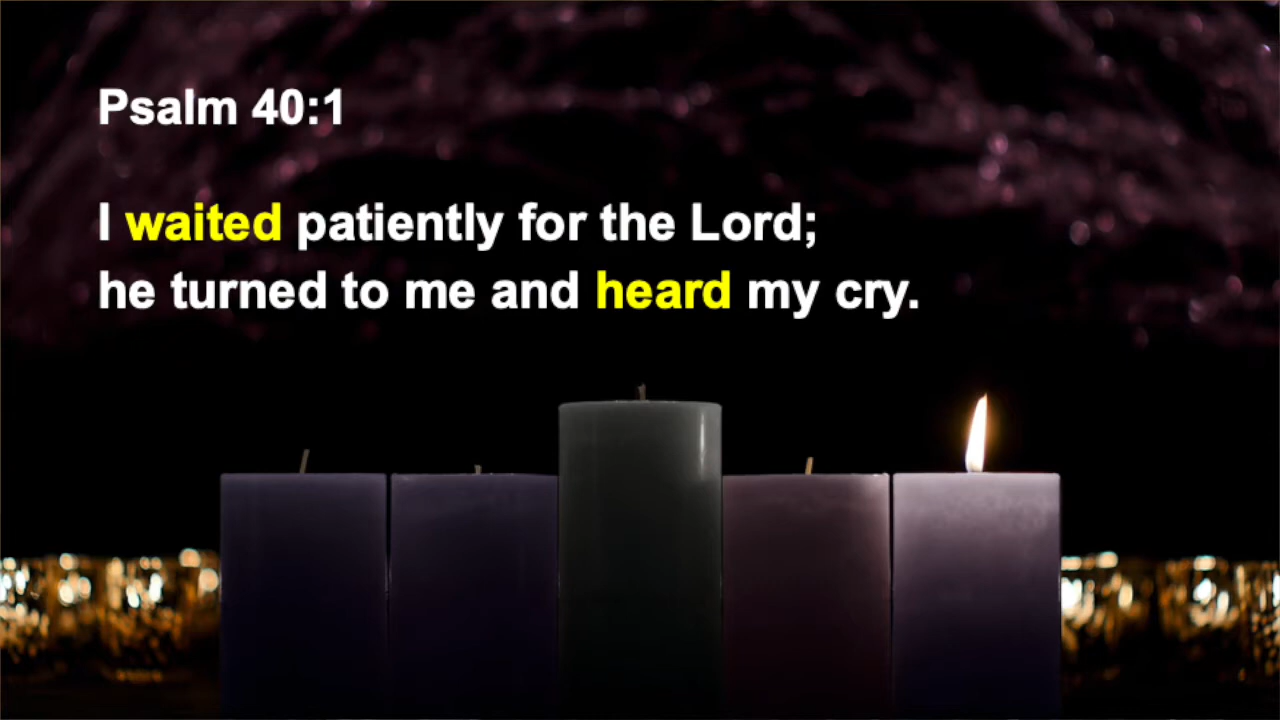 Psalm 40:1
I waited patiently for the Lord;
he turned to me and heard my cry.